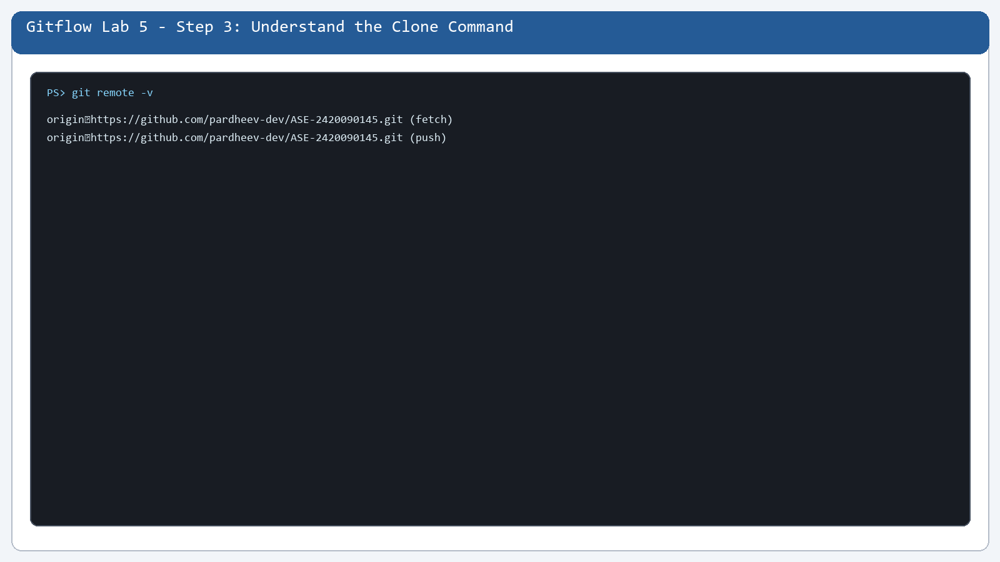 Gitflow Lab 5 - Step 3: Understand the Clone Command
PS> git remote -v
origin�https://github.com/pardheev-dev/ASE-2420090145.git (fetch)
origin�https://github.com/pardheev-dev/ASE-2420090145.git (push)